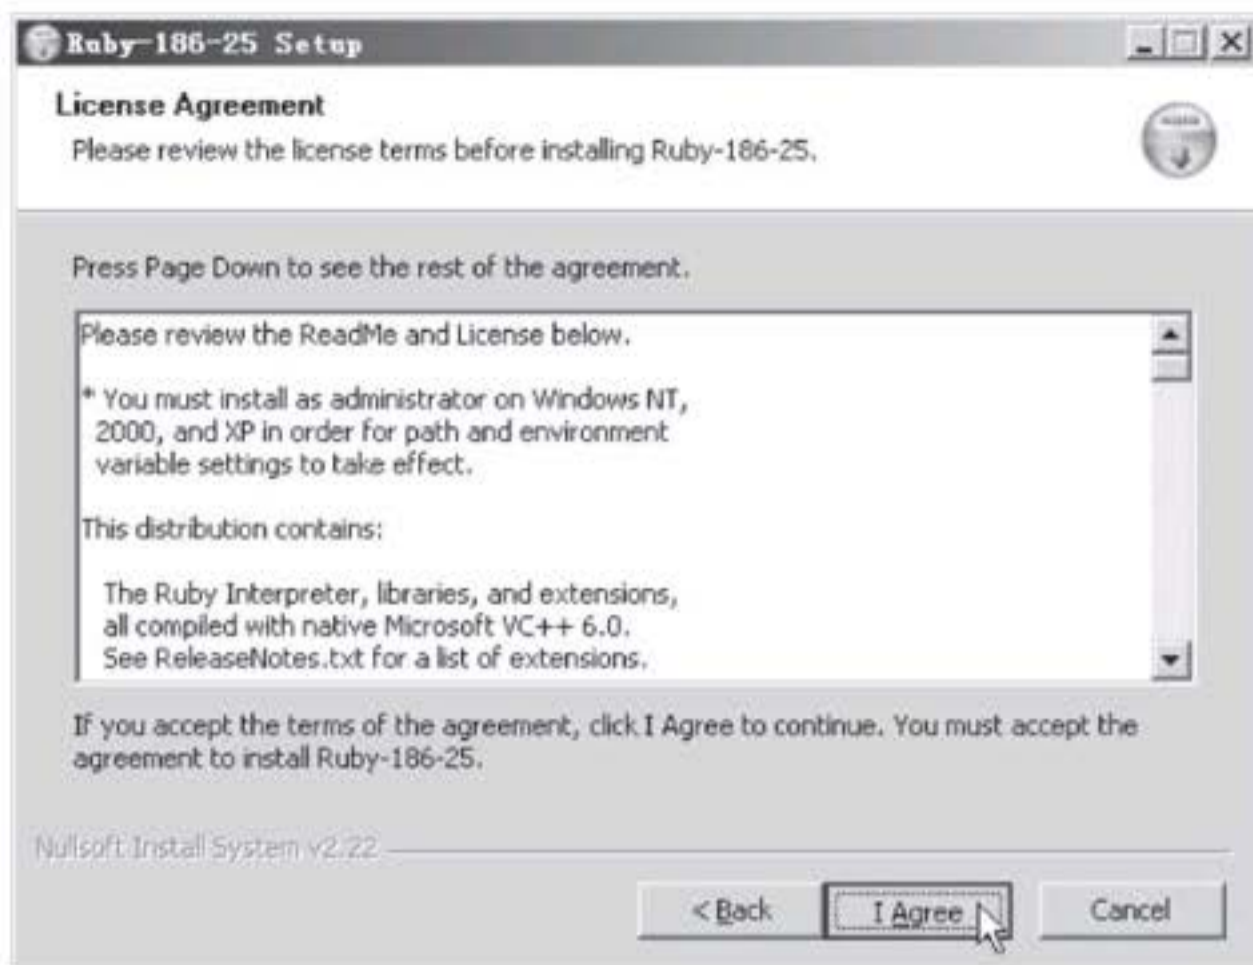 Ruby-186-25 Setup
License Agreement
Please review the license terms before installing Ruby-186-25.
Press Page Down to see the rest of the agreement.
Please review the ReadMe and License below.
* You must install as administrator on Windows NT,
2000, and XP in order for path and environment
variable settings to take effect.
This distribution contains:
The Ruby Interpreter, libraries, and extensions,
all compiled with native Microsoft VC++ 6.0.
See ReleaseNotes.txt for a list of extensions.
If you accept the terms of the agreement, click I Agree to continue. You must accept the
agreement to install Ruby-186-25.
Nullsoft Install System v2.22
< Back I Agree Cancel